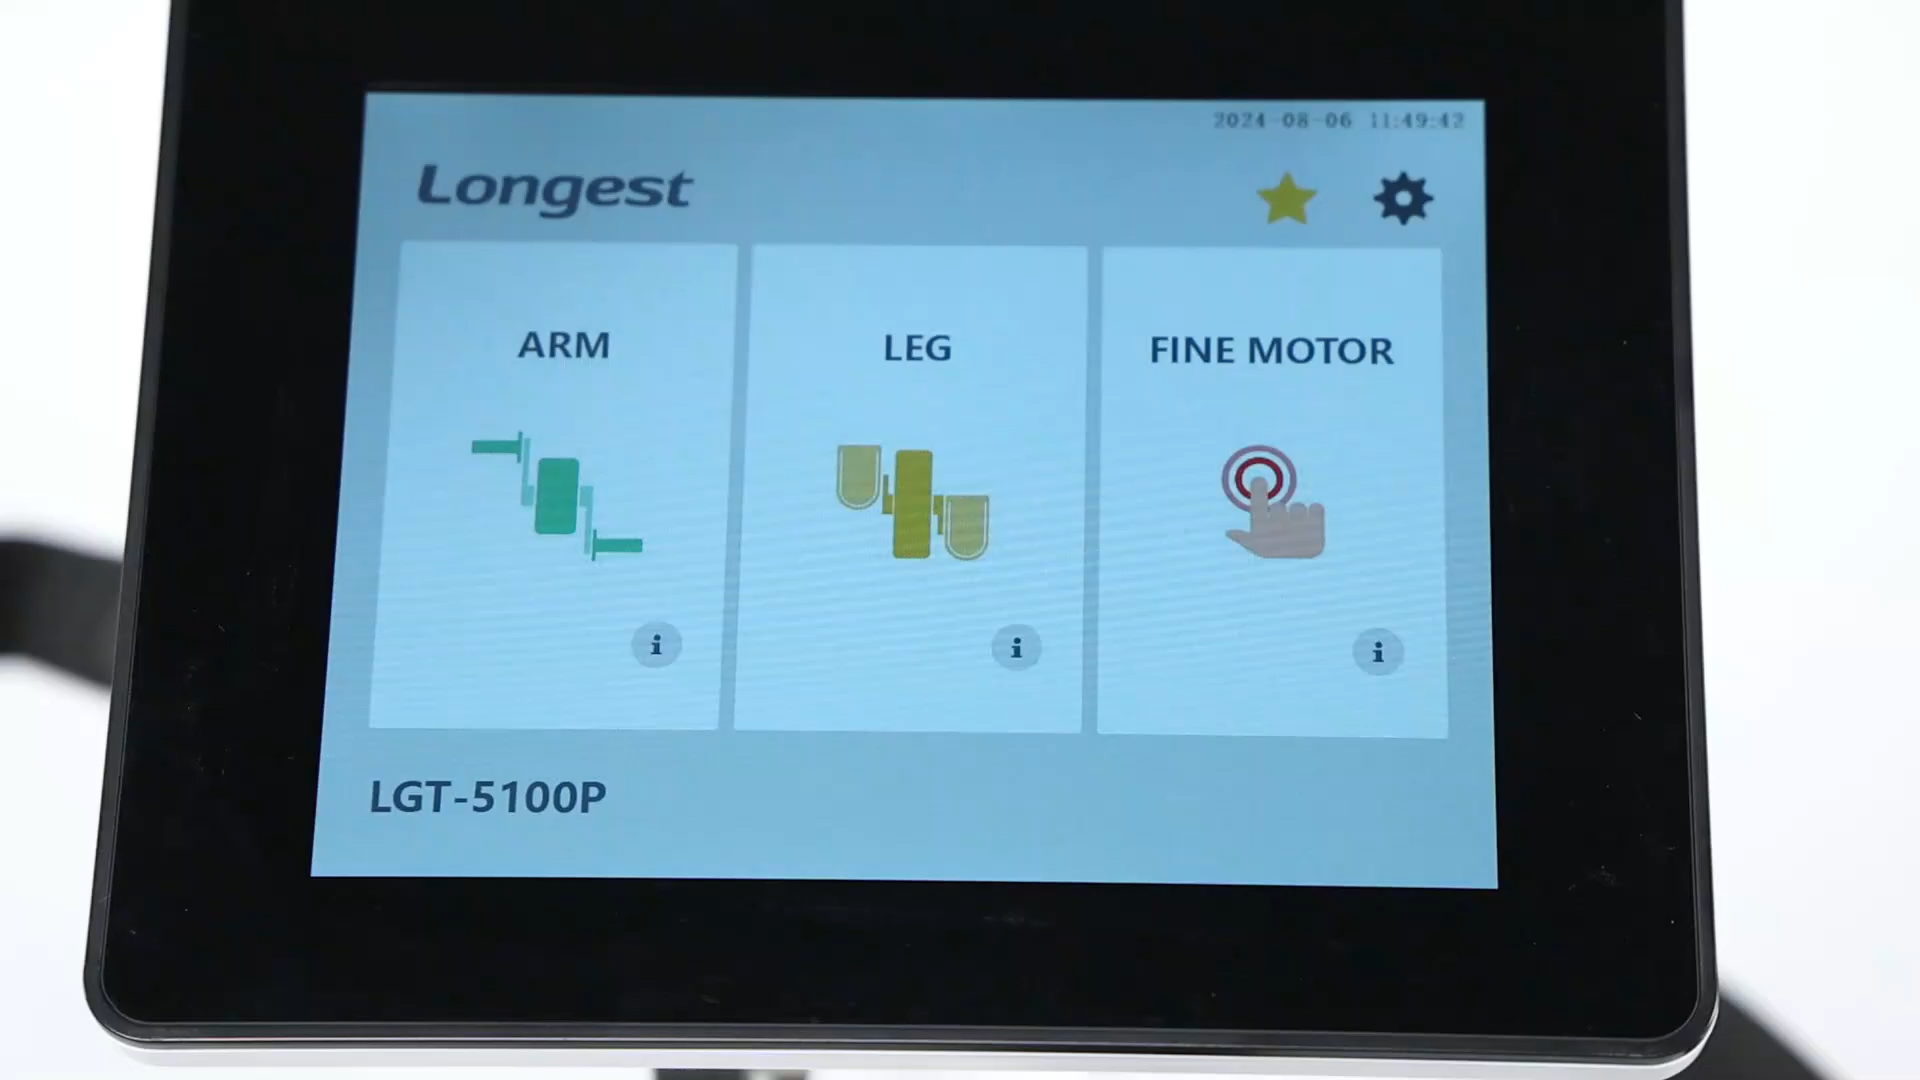 2024-08-06 11:49:42
Longest
ARM
LEG
FINE MOTOR
i
i
i
LGT-5100P